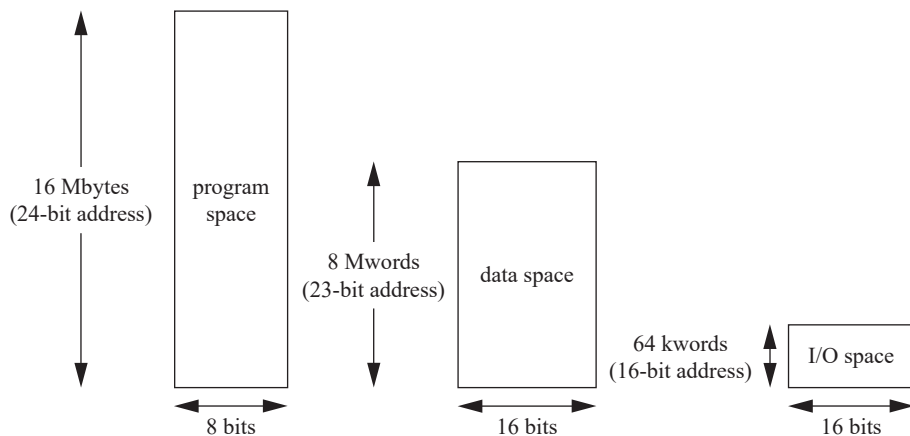 16 Mbytes
(24-bit address)
program
space
8 bits
8 Mwords
(23-bit address)
data space
16 bits
64 kwords
(16-bit address)
I/O space
16 bits